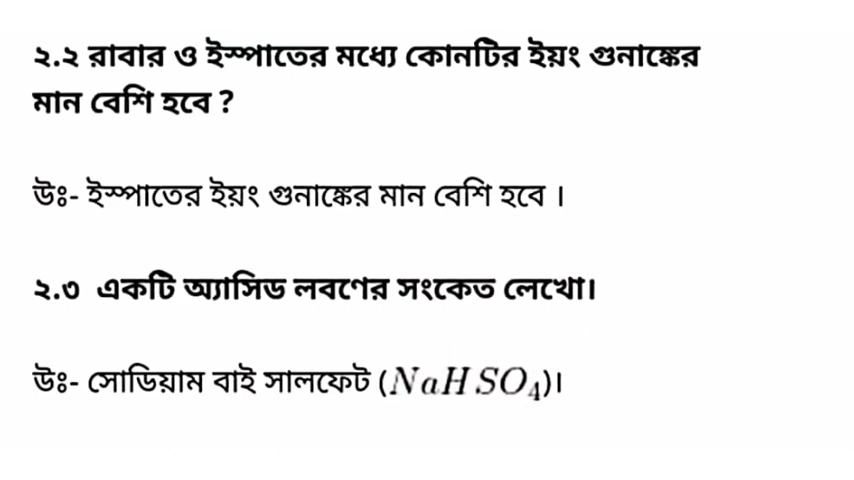 ২.২ রাবার ও ইস্পাতের মধ্যে কোনটির ইয়ং গুনাঙ্কের
মান বেশি হবে ?
উঃ- ইস্পাতের ইয়ং গুনাঙ্কের মান বেশি হবে ।
২.৩ একটি অ্যাসিড লবণের সংকেত লেখো।
উঃ- সোডিয়াম বাই সালফেট (NaHSO₄)।